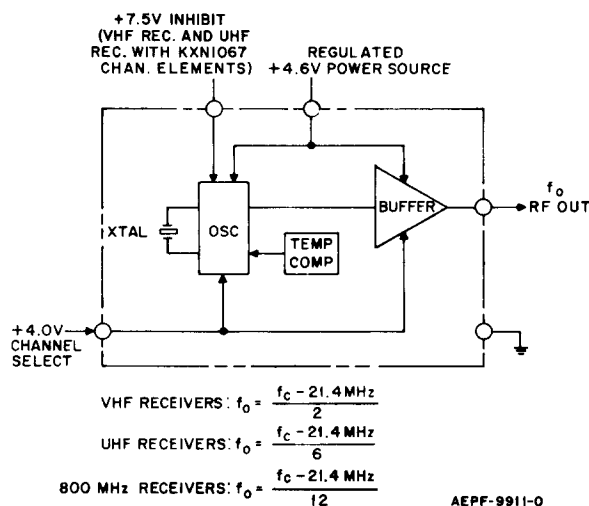 +7.5V INHIBIT
(VHF REC. AND UHF
REC. WITH KXN1067
CHAN. ELEMENTS)
REGULATED
+4.6V POWER SOURCE
XTAL
OSC
BUFFER
TEMP
COMP
fo
RF OUT
+4.0V
CHANNEL
SELECT
VHF RECEIVERS: fo = fc - 21.4 MHz / 2
UHF RECEIVERS: fo = fc - 21.4 MHz / 6
800 MHz RECEIVERS: fo = fc - 21.4 MHz / 12
AEPF-9911-O